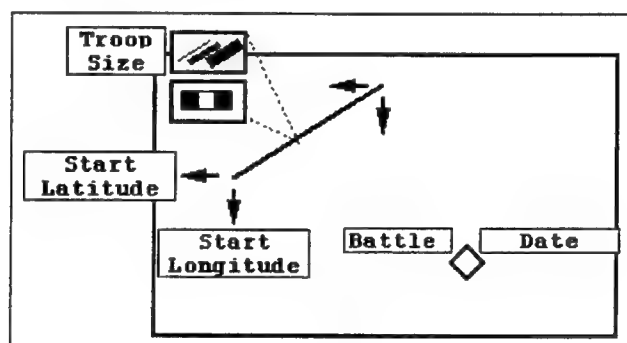 Troop
Size
Start
Latitude
Start
Longitude
Battle
Date